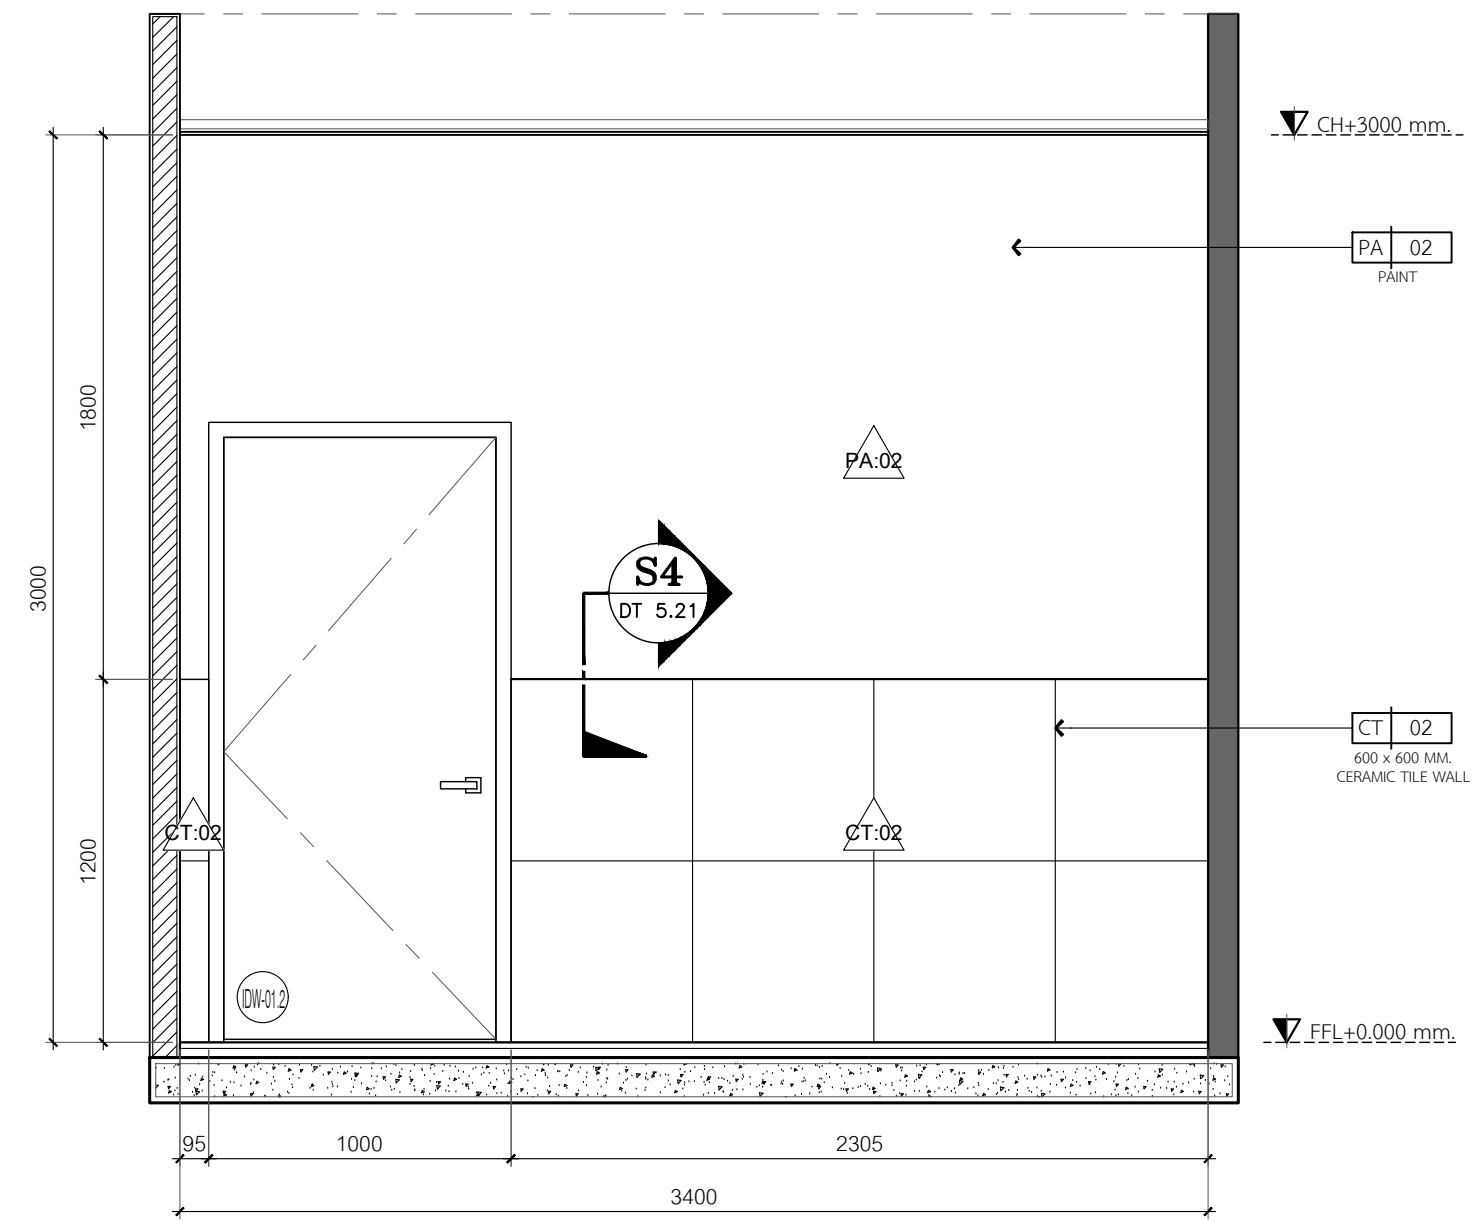 CH+3000 mm.
PA 02
PAINT
1800
PA:02
3000
S4
DT 5.21
CT 02
600 x 600 MM.
CERAMIC TILE WALL
CT:02
CT:02
1200
IDW-01.2
FFL+0.000 mm.
95
1000
2305
3400